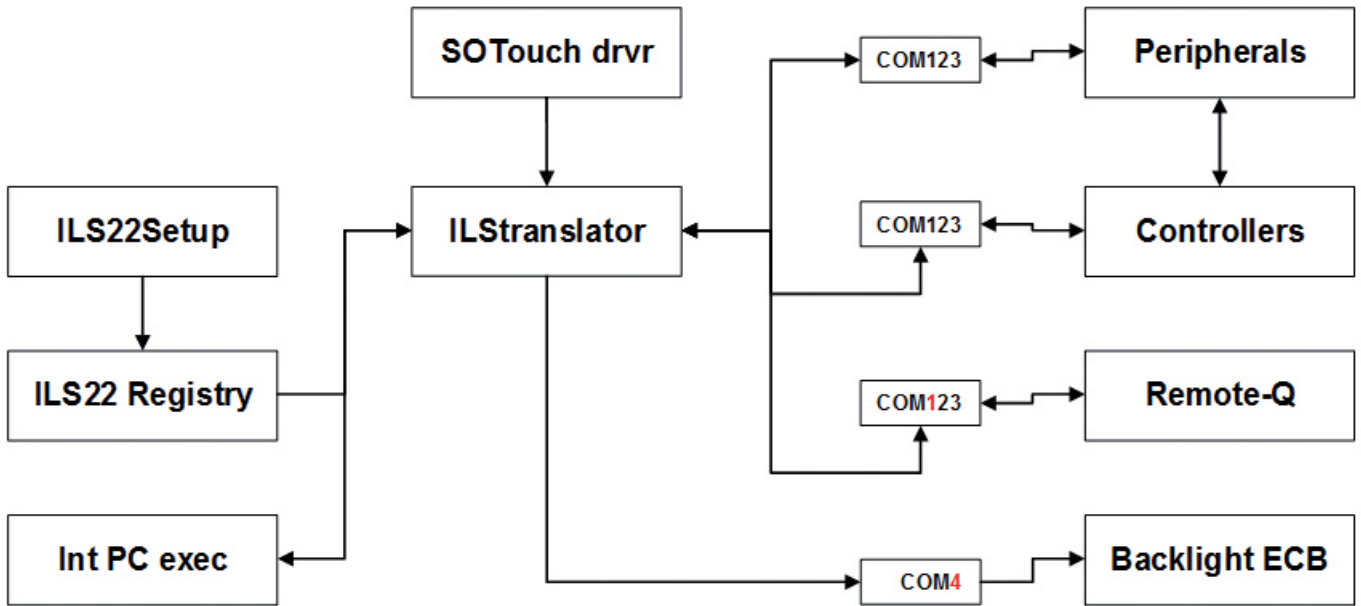 SOTouch drvr
COM123
Peripherals
ILS22Setup
ILStranslator
COM123
Controllers
ILS22 Registry
COM123
Remote-Q
Int PC exec
COM4
Backlight ECB